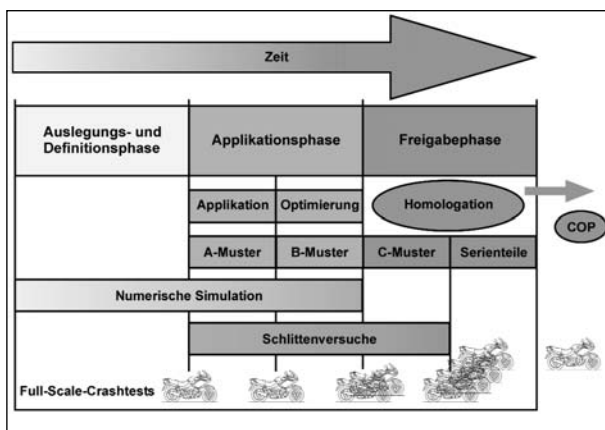 Zeit
Auslegungs- und
Definitionsphase
Applikationsphase
Freigabephase
Applikation
Optimierung
Homologation
COP
A-Muster
B-Muster
C-Muster
Serienteile
Numerische Simulation
Schlittenversuche
Full-Scale-Crashtests